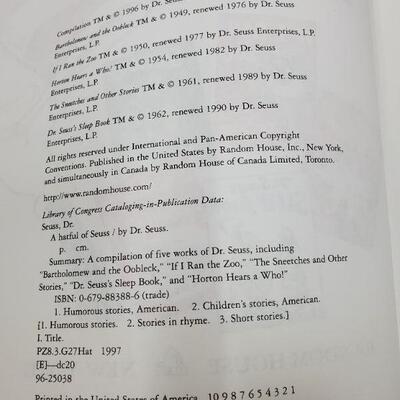 Compilation TM & © 1996 by Dr. Seuss
Enterprises, L.P.
Bartholomew and the Oobleck TM & © 1949, renewed 1976 by Dr. Seuss
Enterprises, L.P.
If I Ran the Zoo TM & © 1950, renewed 1977 by Dr. Seuss Enterprises, L.P.
Horton Hears a Who! TM & © 1954, renewed 1982 by Dr. Seuss
Enterprises, L.P.
The Sneetches and Other Stories TM & © 1961, renewed 1989 by Dr. Seuss
Enterprises, L.P.
Dr. Seuss's Sleep Book TM & © 1962, renewed 1990 by Dr. Seuss
Enterprises, L.P.
All rights reserved under International and Pan-American Copyright
Conventions. Published in the United States by Random House, Inc., New York,
and simultaneously in Canada by Random House of Canada Limited, Toronto.
http://www.randomhouse.com/
Library of Congress Cataloging-in-Publication Data:
Seuss, Dr.
A hatful of Seuss / by Dr. Seuss.
p. cm.
Summary: A compilation of five works of Dr. Seuss, including
"Bartholomew and the Oobleck," "If I Ran the Zoo," "The Sneetches and Other
Stories," "Dr. Seuss's Sleep Book," and "Horton Hears a Who!"
ISBN: 0-679-88388-6 (trade)
1. Humorous stories, American. 2. Children's stories, American.
[1. Humorous stories. 2. Stories in rhyme. 3. Short stories.]
I. Title.
PZ8.3.G27Hat 1997
[E]—dc20
96-25038
Printed in the United States of America 10 9 8 7 6 5 4 3 2 1